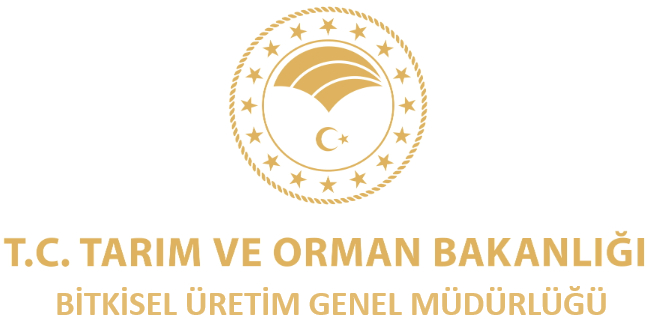 T.C. TARIM VE ORMAN BAKANLIĞI
BİTKİSEL ÜRETİM GENEL MÜDÜRLÜĞÜ